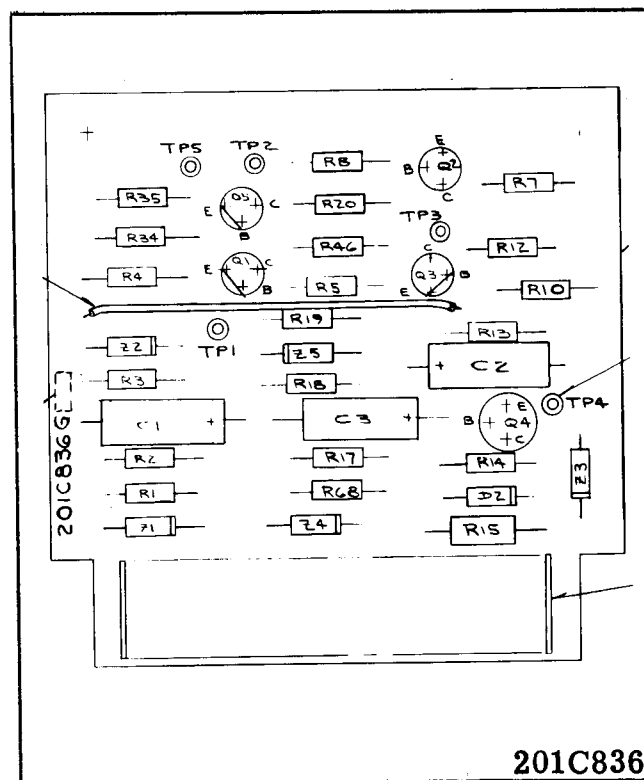 TP5 TP2 R8 B E Q2 C
R35 E Q5 C B R20 R7
TP3
R34 R46 C R12
R4 E Q1 C B R5 E Q3 B R10
R19
TP1 R13
Z2 Z5 + C2
R3 R18
C1 + C3 + B E Q4 C TP4
R2 R17 R14 Z3
R1 R68 D2
Z1 Z4 R15
201C836G
201C836